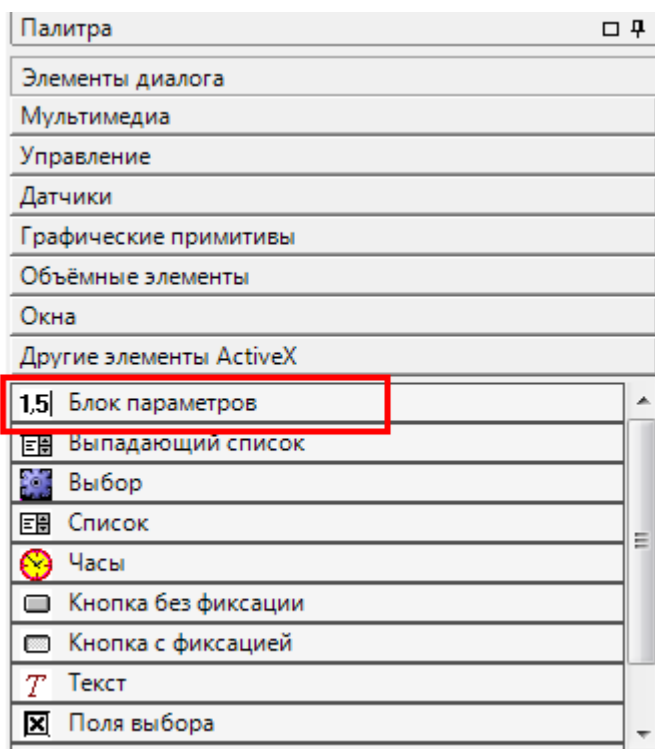 Палитра
Элементы диалога
Мультимедиа
Управление
Датчики
Графические примитивы
Объёмные элементы
Окна
Другие элементы ActiveX
1,5 Блок параметров
Выпадающий список
Выбор
Список
Часы
Кнопка без фиксации
Кнопка с фиксацией
T Текст
Поля выбора